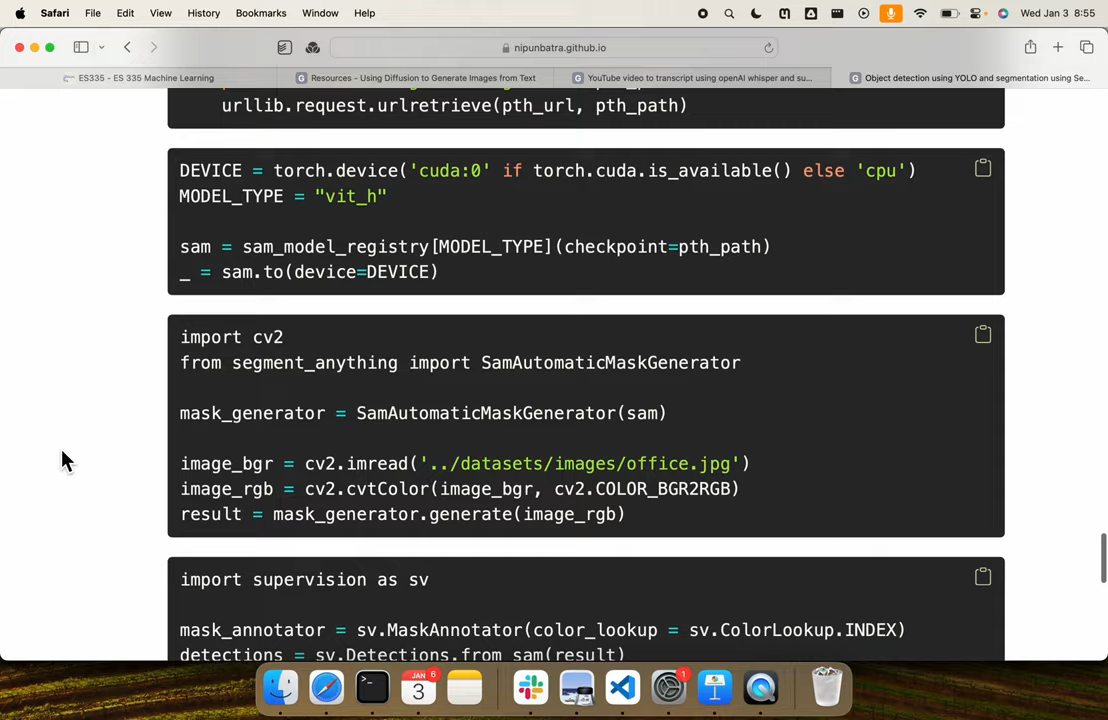 Safari File Edit View History Bookmarks Window Help Wed Jan 3 8:55
nipunbatra.github.io
ES335 - ES 335 Machine Learning
G Resources - Using Diffusion to Generate Images from Text
G YouTube video to transcript using openAI whisper and su...
G Object detection using YOLO and segmentation using Se...
urllib.request.urlretrieve(pth_url, pth_path)
DEVICE = torch.device('cuda:0' if torch.cuda.is_available() else 'cpu')
MODEL_TYPE = "vit_h"
sam = sam_model_registry[MODEL_TYPE](checkpoint=pth_path)
_ = sam.to(device=DEVICE)
import cv2
from segment_anything import SamAutomaticMaskGenerator
mask_generator = SamAutomaticMaskGenerator(sam)
image_bgr = cv2.imread('../datasets/images/office.jpg')
image_rgb = cv2.cvtColor(image_bgr, cv2.COLOR_BGR2RGB)
result = mask_generator.generate(image_rgb)
import supervision as sv
mask_annotator = sv.MaskAnnotator(color_lookup = sv.ColorLookup.INDEX)
detections = sv.Detections.from_sam(result)
JAN 6
3
1